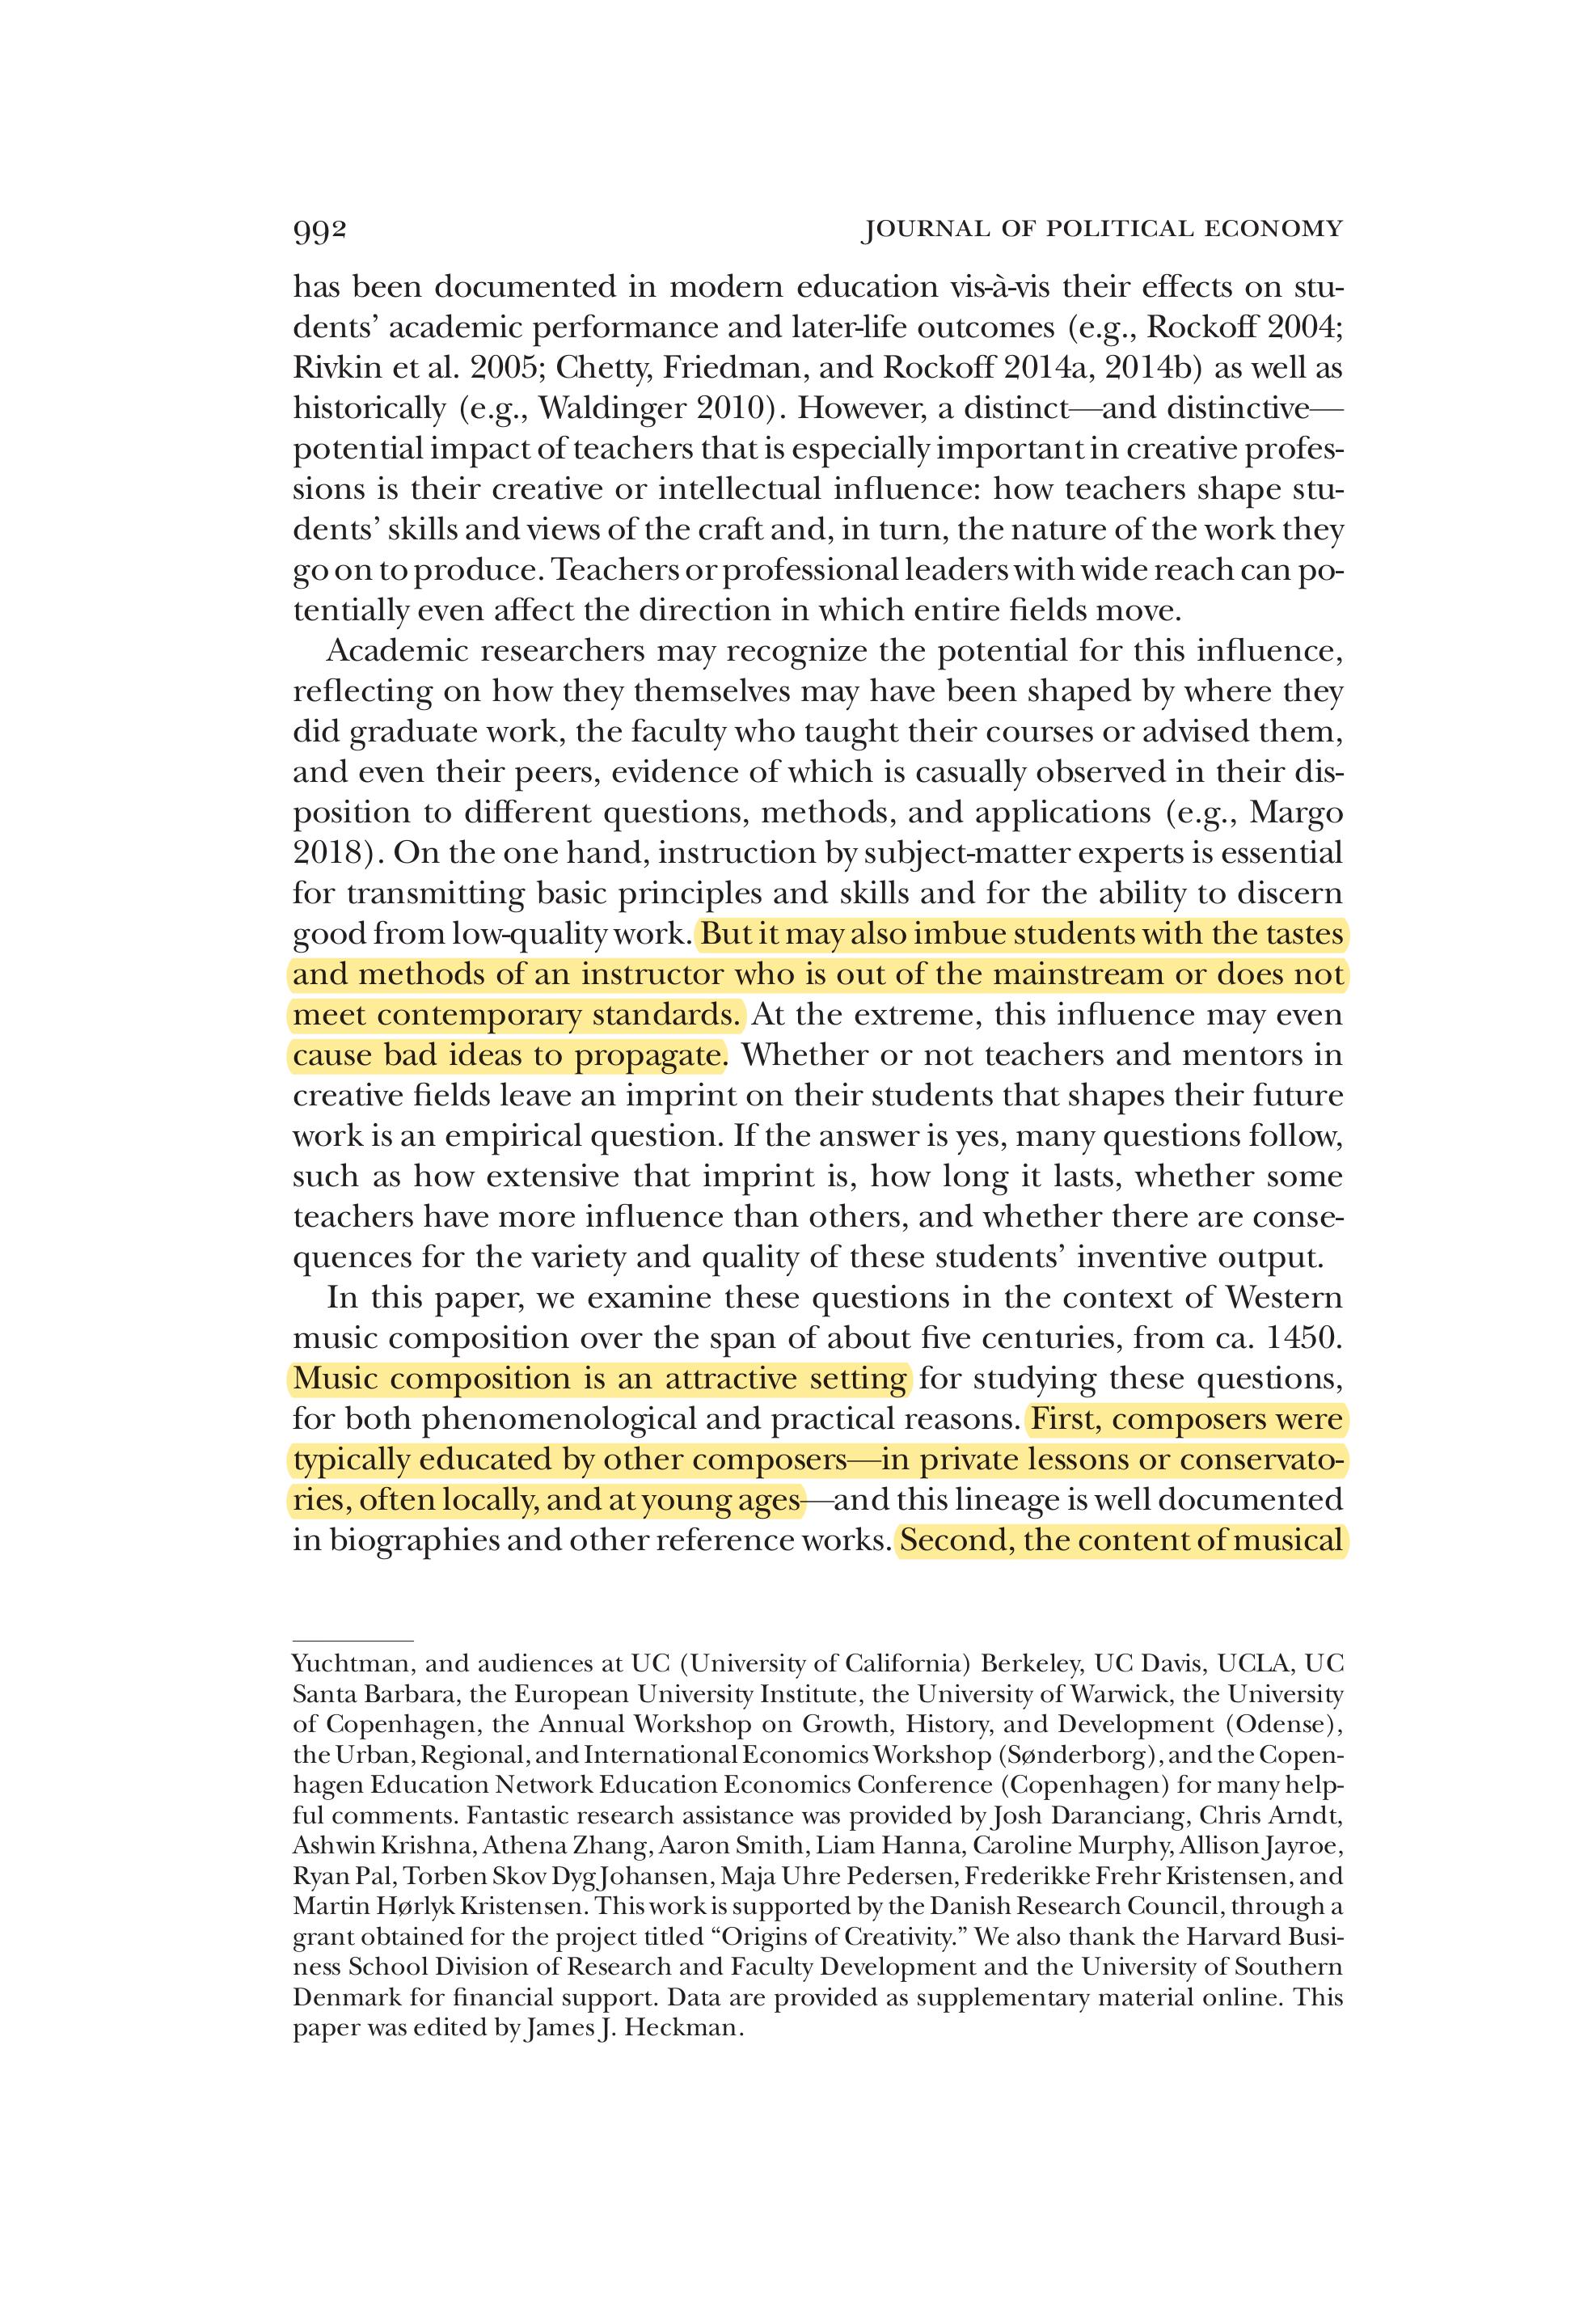 992 JOURNAL OF POLITICAL ECONOMY
has been documented in modern education vis-à-vis their effects on stu-
dents’ academic performance and later-life outcomes (e.g., Rockoff 2004;
Rivkin et al. 2005; Chetty, Friedman, and Rockoff 2014a, 2014b) as well as
historically (e.g., Waldinger 2010). However, a distinct—and distinctive—
potential impact of teachers that is especially important in creative profes-
sions is their creative or intellectual influence: how teachers shape stu-
dents’ skills and views of the craft and, in turn, the nature of the work they
go on to produce. Teachers or professional leaders with wide reach can po-
tentially even affect the direction in which entire fields move.
Academic researchers may recognize the potential for this influence,
reflecting on how they themselves may have been shaped by where they
did graduate work, the faculty who taught their courses or advised them,
and even their peers, evidence of which is casually observed in their dis-
position to different questions, methods, and applications (e.g., Margo
2018). On the one hand, instruction by subject-matter experts is essential
for transmitting basic principles and skills and for the ability to discern
good from low-quality work. But it may also imbue students with the tastes
and methods of an instructor who is out of the mainstream or does not
meet contemporary standards. At the extreme, this influence may even
cause bad ideas to propagate. Whether or not teachers and mentors in
creative fields leave an imprint on their students that shapes their future
work is an empirical question. If the answer is yes, many questions follow,
such as how extensive that imprint is, how long it lasts, whether some
teachers have more influence than others, and whether there are conse-
quences for the variety and quality of these students’ inventive output.
In this paper, we examine these questions in the context of Western
music composition over the span of about five centuries, from ca. 1450.
Music composition is an attractive setting for studying these questions,
for both phenomenological and practical reasons. First, composers were
typically educated by other composers—in private lessons or conservato-
ries, often locally, and at young ages—and this lineage is well documented
in biographies and other reference works. Second, the content of musical
Yuchtman, and audiences at UC (University of California) Berkeley, UC Davis, UCLA, UC
Santa Barbara, the European University Institute, the University of Warwick, the University
of Copenhagen, the Annual Workshop on Growth, History, and Development (Odense),
the Urban, Regional, and International Economics Workshop (Sønderborg), and the Copen-
hagen Education Network Education Economics Conference (Copenhagen) for many help-
ful comments. Fantastic research assistance was provided by Josh Daranciang, Chris Arndt,
Ashwin Krishna, Athena Zhang, Aaron Smith, Liam Hanna, Caroline Murphy, Allison Jayroe,
Ryan Pal, Torben Skov Dyg Johansen, Maja Uhre Pedersen, Frederikke Frehr Kristensen, and
Martin Hørlyk Kristensen. This work is supported by the Danish Research Council, through a
grant obtained for the project titled “Origins of Creativity.” We also thank the Harvard Busi-
ness School Division of Research and Faculty Development and the University of Southern
Denmark for financial support. Data are provided as supplementary material online. This
paper was edited by James J. Heckman.